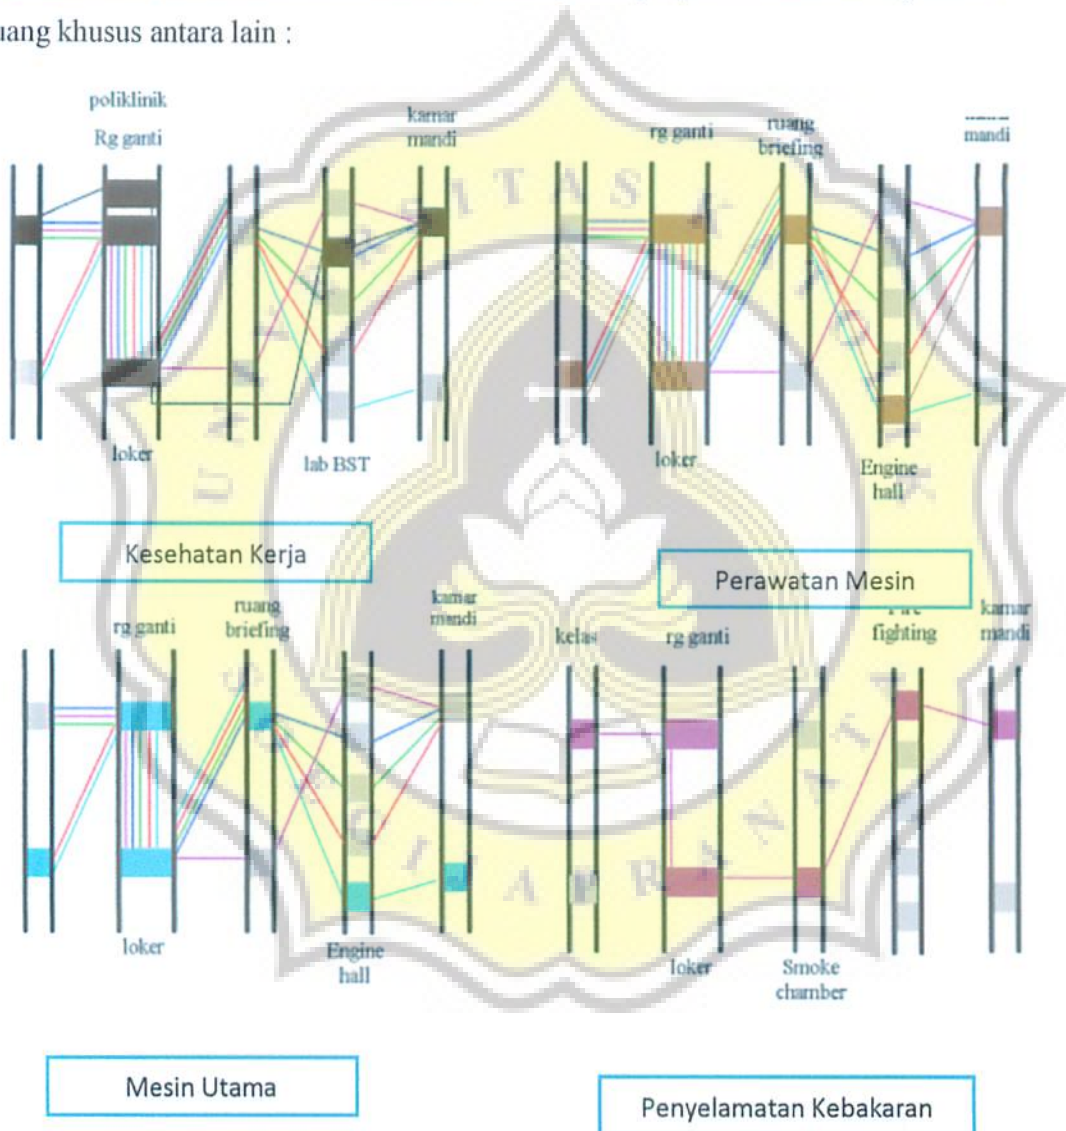 uang khusus antara lain :
poliklinik
Rg ganti
kamar
mandi
rg ganti
ruang
briefing
mandi
loker
lab BST
loker
Engine
hall
Kesehatan Kerja
Perawatan Mesin
rg ganti
ruang
briefing
kamar
mandi
kelas
rg ganti
fighting
kamar
mandi
loker
Engine
hall
loker
Smoke
chamber
Mesin Utama
Penyelamatan Kebakaran